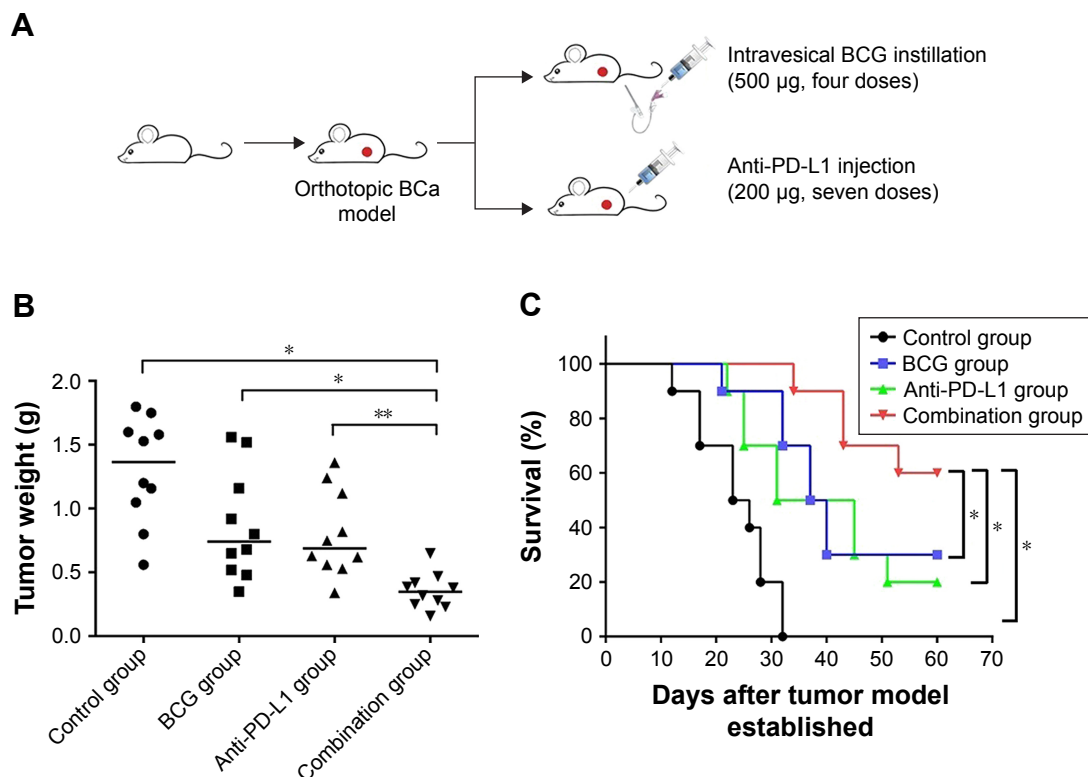 A
Intravesical BCG instillation
(500 µg, four doses)
Orthotopic BCa
model
Anti-PD-L1 injection
(200 µg, seven doses)
B
*
*
**
2.0
1.5
1.0
0.5
0.0
Tumor weight (g)
Control group
BCG group
Anti-PD-L1 group
Combination group
C
Control group
BCG group
Anti-PD-L1 group
Combination group
100
80
60
40
20
0
Survival (%)
*
*
*
0 10 20 30 40 50 60 70
Days after tumor model
established